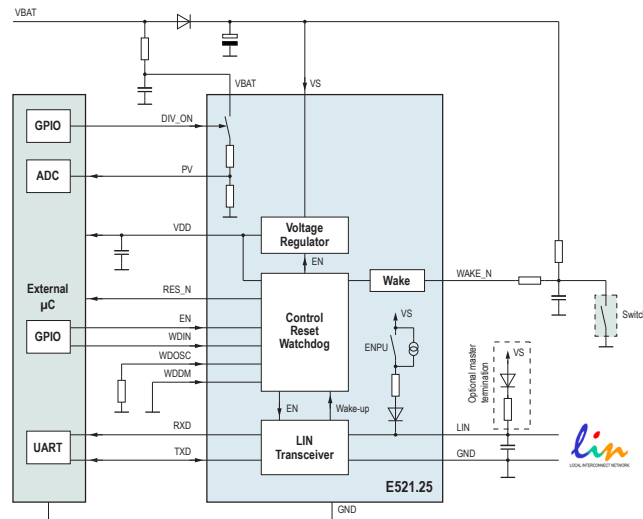 VBAT
VBAT
VS
GPIO
DIV_ON
ADC
PV
VDD
Voltage
Regulator
EN
Wake
WAKE_N
Switch
External
µC
RES_N
Control
Reset
Watchdog
VS
ENPU
GPIO
EN
WDIN
WDOSC
WDDM
Optional master
termination
VS
EN
Wake-up
UART
RXD
TXD
LIN
Transceiver
LIN
GND
E521.25
GND
lin
LOCAL INTERCONNECT NETWORK